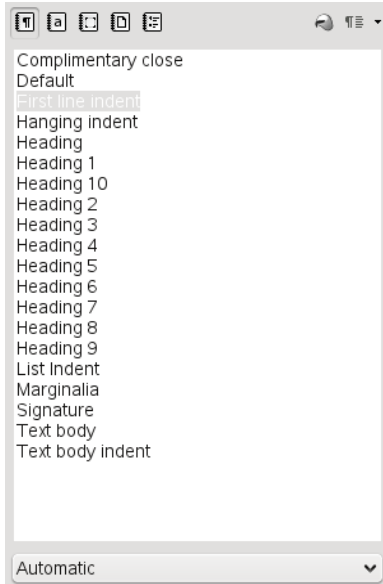 Complimentary close
Default
First line indent
Hanging indent
Heading
Heading 1
Heading 10
Heading 2
Heading 3
Heading 4
Heading 5
Heading 6
Heading 7
Heading 8
Heading 9
List Indent
Marginalia
Signature
Text body
Text body indent
Automatic